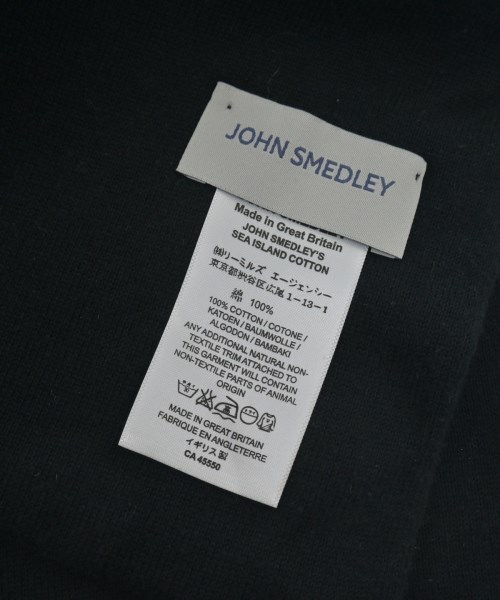 JOHN SMEDLEY
Made in Great Britain
JOHN SMEDLEY'S
SEA ISLAND COTTON
㈱リーミルズ エージェンシー
東京都渋谷区広尾1-13-1
綿 100%
100% COTTON / COTONE /
KATOEN / BAUMWOLLE /
ALGODON / BAMBAKI
ANY ADDITIONAL NATURAL NON-
TEXTILE TRIM ATTACHED TO
THIS GARMENT WILL CONTAIN
NON-TEXTILE PARTS OF ANIMAL
ORIGIN
MADE IN GREAT BRITAIN
FABRIQUE EN ANGLETERRE
イギリス製
CA 45550